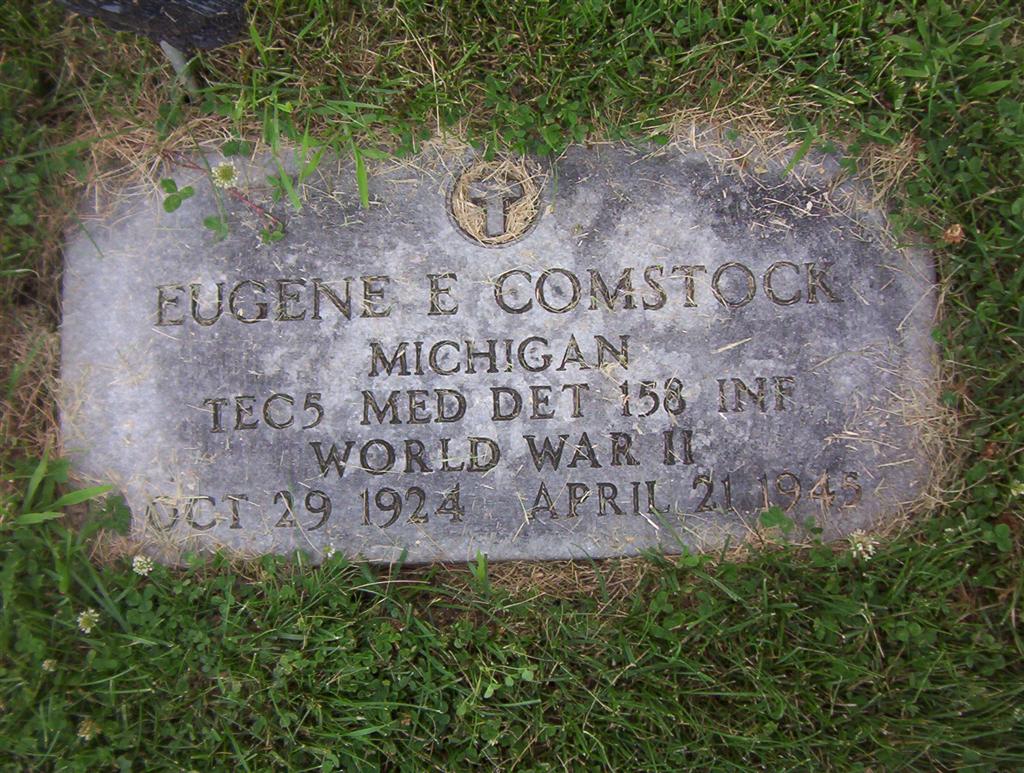 EUGENE E COMSTOCK
MICHIGAN
TEC5 MED DET 158 INF
WORLD WAR II
OCT 29 1924 APRIL 21 1945